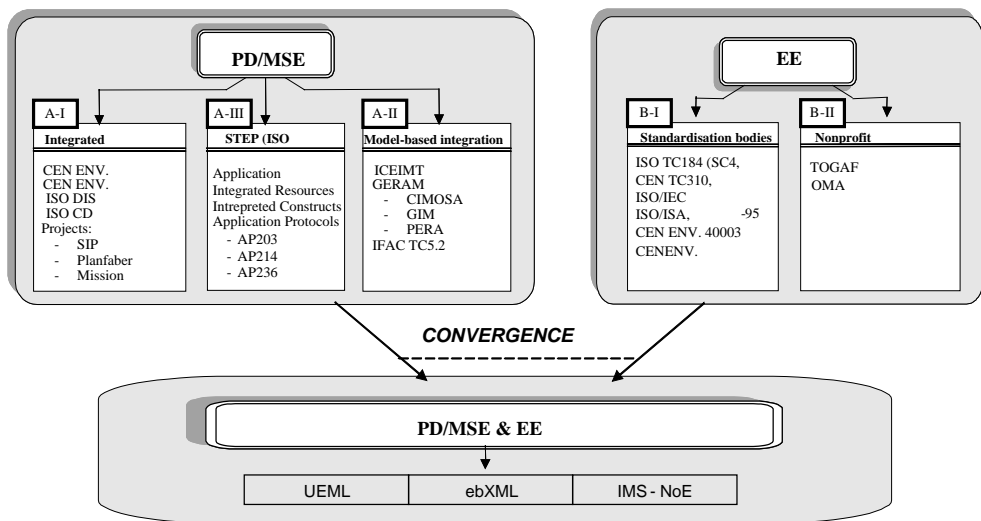 PD/MSE
A-I
Integrated
CEN ENV.
CEN ENV.
ISO DIS
ISO CD
Projects:
- SIP
- Planfaber
- Mission
A-III
STEP (ISO
Application
Integrated Resources
Intrepreted Constructs
Application Protocols
- AP203
- AP214
- AP236
A-II
Model-based integration
ICEIMT
GERAM
- CIMOSA
- GIM
- PERA
IFAC TC5.2
EE
B-I
Standardisation bodies
ISO TC184 (SC4,
CEN TC310,
ISO/IEC
ISO/ISA, -95
CEN ENV. 40003
CENENV.
B-II
Nonprofit
TOGAF
OMA
CONVERGENCE
PD/MSE & EE
UEML
ebXML
IMS - NoE